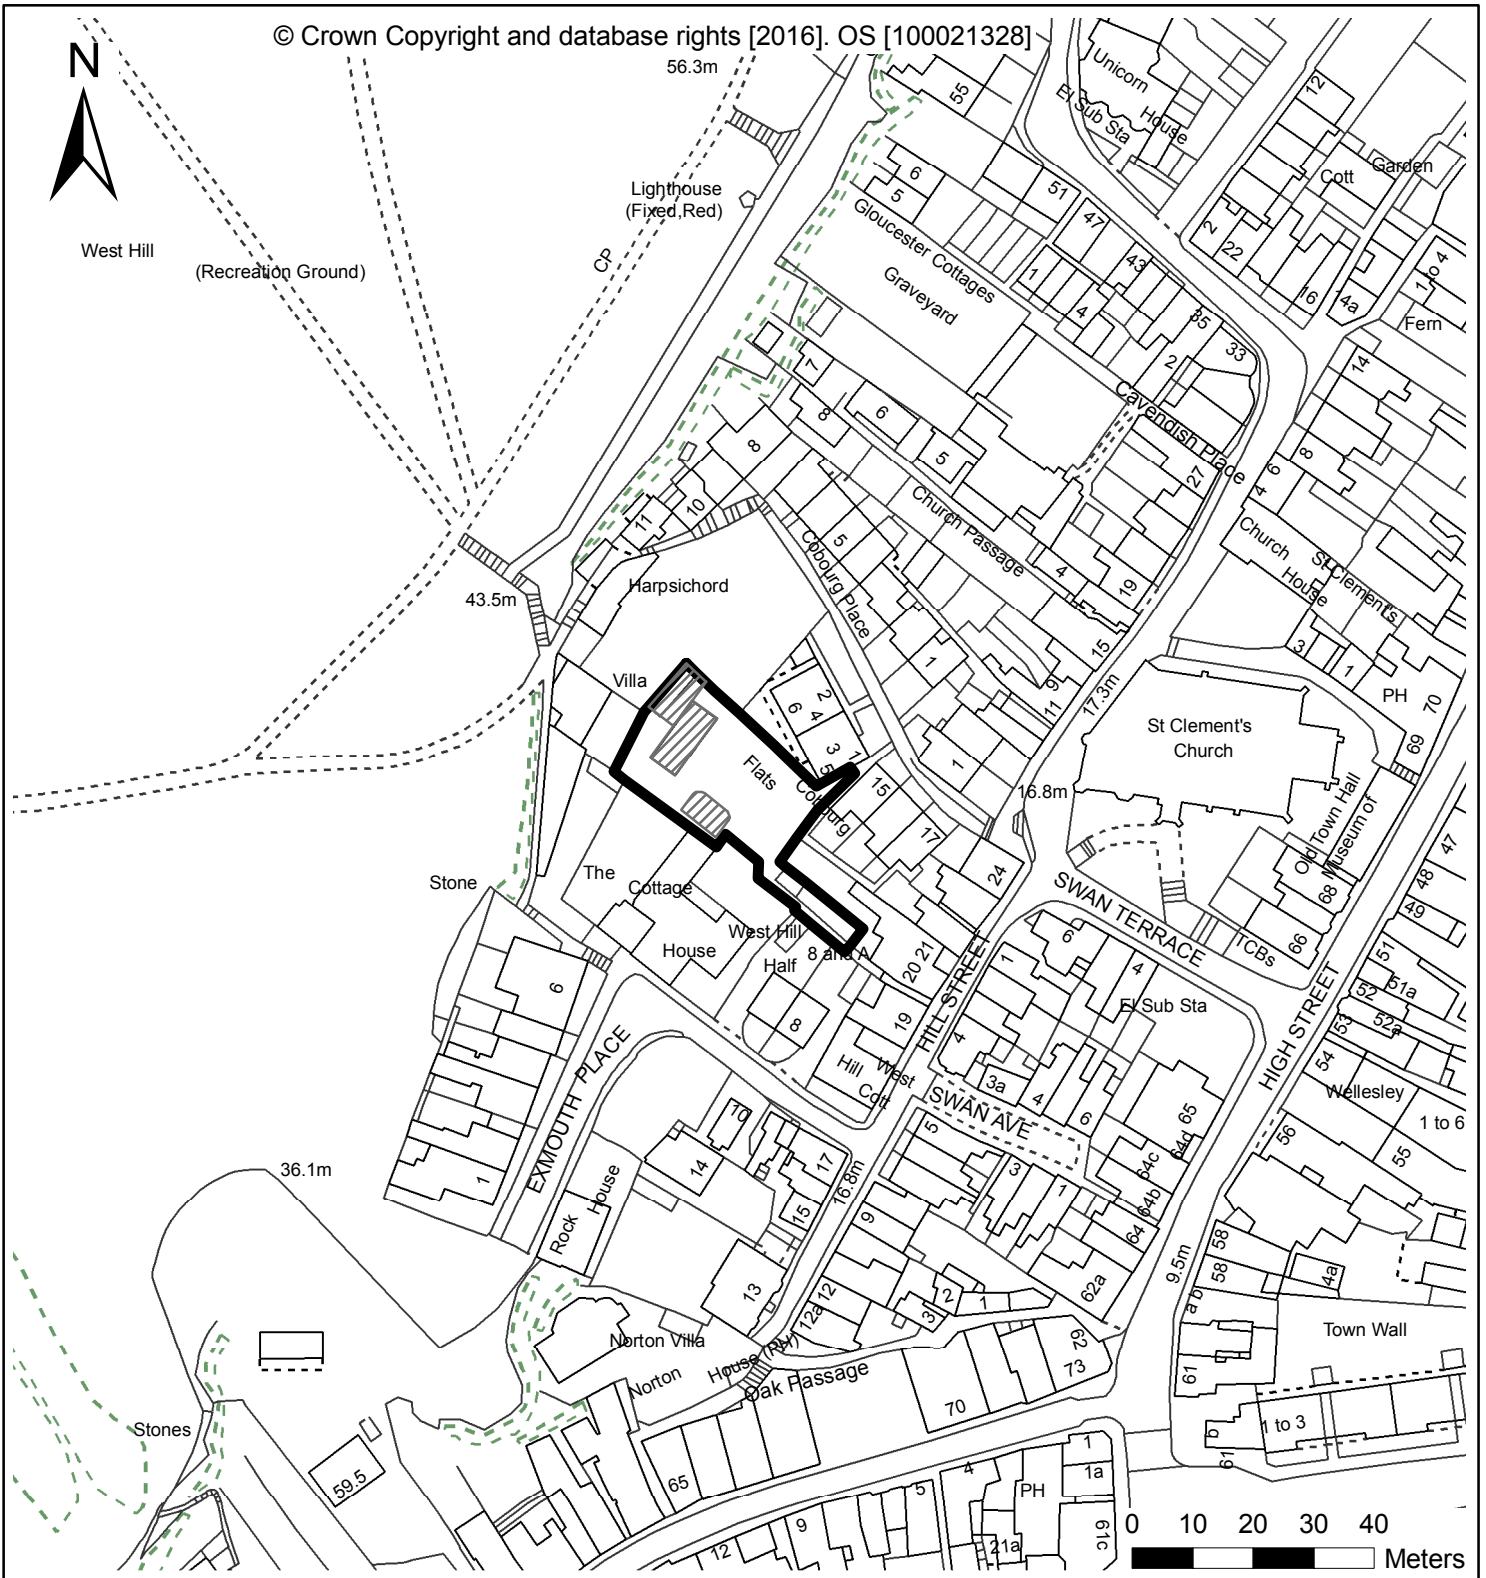 © Crown Copyright and database rights [2016]. OS [100021328]
N
56.3m
55
Unicorn
House
El Sub Sta
12
Garden
Cott
Lighthouse
(Fixed,Red)
West Hill
(Recreation Ground)
CP
6
5
51
47
43
35
33
Gloucester Cottages
Graveyard
1
4
2
2
22
16
14a
1 to 4
Fern
14
7
8
6
5
8
Cavendish Place
27
4
6
8
Church Passage
4
19
15
Church
House
St Clement's
3
1
PH
70
69
10
11
5
Cobourg Place
1
43.5m
Harpsichord
Villa
9
11
17.3m
St Clement's
Church
2
4
6
3
1
5
Flats
Cobourg
15
17
1
16.8m
24
Old Town Hall
Museum of
68
66
TCBs
47
48
49
51
51a
52
52a
53
54
SWAN TERRACE
The
Cottage
Stone
West Hill
House
Half
8 and A
20
21
6
1
4
El Sub Sta
6
8
19
HILL STREET
HIGH STREET
4
3a
4
6
65
64d
64c
64b
64
62a
Wellesley
1 to 6
55
56
Hill
West
Cott
SWAN AVE
5
3
1
EXMOUTH PLACE
10
14
17
15
16.8m
36.1m
1
Rock
House
9
13
12
12a
2
3
1
58
58
a b
4a
9.5m
Norton Villa
Norton
House (PH)
Oak Passage
62
73
70
61
Town Wall
Stones
59.5
65
1 to 3
b
61
1
1a
PH
4
5
9
12
21a
61c
0 10 20 30 40
Meters